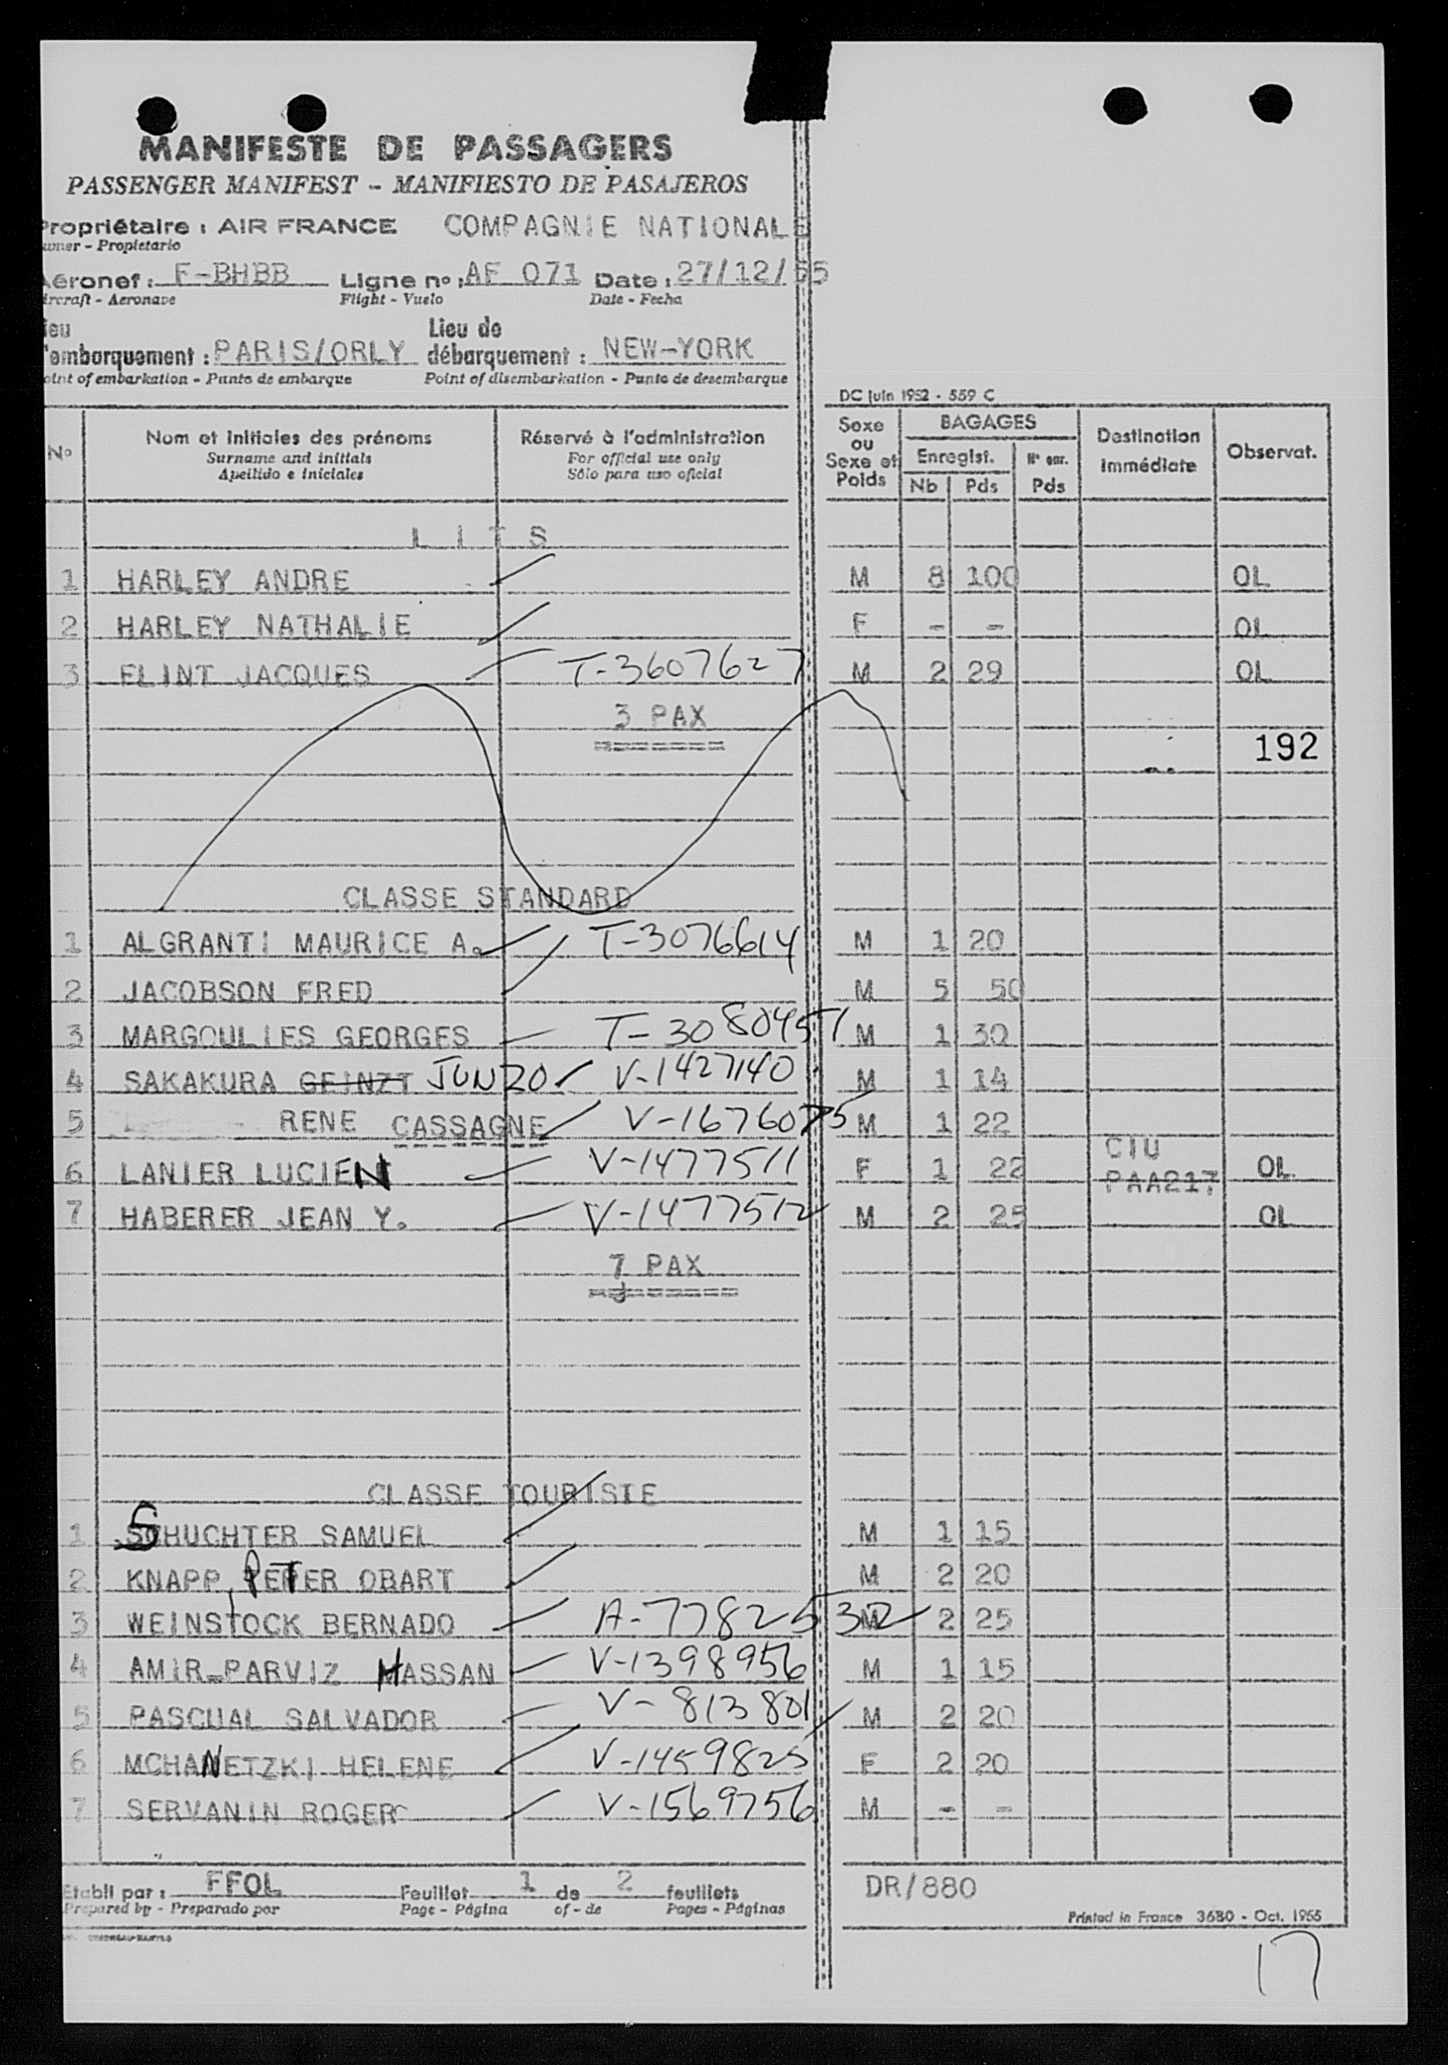 MANIFESTE DE PASSAGERS
PASSENGER MANIFEST - MANIFIESTO DE PASAJEROS
Propriétaire : AIR FRANCE COMPAGNIE NATIONALE
wner - Propietario
Aéronef : F-BHBB Ligne nº : AF 071 Date : 27/12/55
ircraft - Aeronave Flight - Vuelo Date - Fecha
ieu Lieu de
'embarquement : PARIS/ORLY débarquement : NEW-YORK
oint of embarkation - Punto de embarque Point of disembarkation - Punto de desembarque
DC Juin 1952 - 559 C
Nº Nom et initiales des prénoms Réservé à l'administration Sexe ou Sexe et Poids BAGAGES Destination immédiate Observat.
Surname and initials For official use only Enregist. Nº enr.
Apellido e iniciales Sólo para uso oficial Nb Pds Pds
LITS
1 HARLEY ANDRE M 8 100 OL
2 HARLEY NATHALIE F - - OL
3 ELINT JACQUES T-3607627 M 2 29 OL
3 PAX
=========
192
CLASSE STANDARD
1 ALGRANTI MAURICE A. T-3076614 M 1 20
2 JACOBSON FRED M 5 50
3 MARGOULIES GEORGES T-3080451 M 1 30
4 SAKAKURA GEINZT JUNZO V-1427140 M 1 14
5 RENE CASSAGNE V-1676075 M 1 22
6 LANIER LUCIEN V-1477511 F 1 22 CIU PAA217 OL
7 HABERER JEAN Y. V-1477512 M 2 25 OL
7 PAX
=========
CLASSE TOURISTE
1 SCHUCHTER SAMUEL M 1 15
2 KNAPP, PETER OBART M 2 20
3 WEINSTOCK BERNADO A-7782532 M 2 25
4 AMIR-PARVIZ HASSAN V-1398956 M 1 15
5 PASCUAL SALVADOR V-813801 M 2 20
6 MCHANETZKI HELENE V-1459825 F 2 20
7 SERVANIN ROGER V-1569756 M - -
Etabli par : FFOL Feuillet 1 de 2 feuillets DR/880
Prepared by - Preparado por Page - Página of - de Pages - Páginas
Printed in France 3680 - Oct. 1955
17